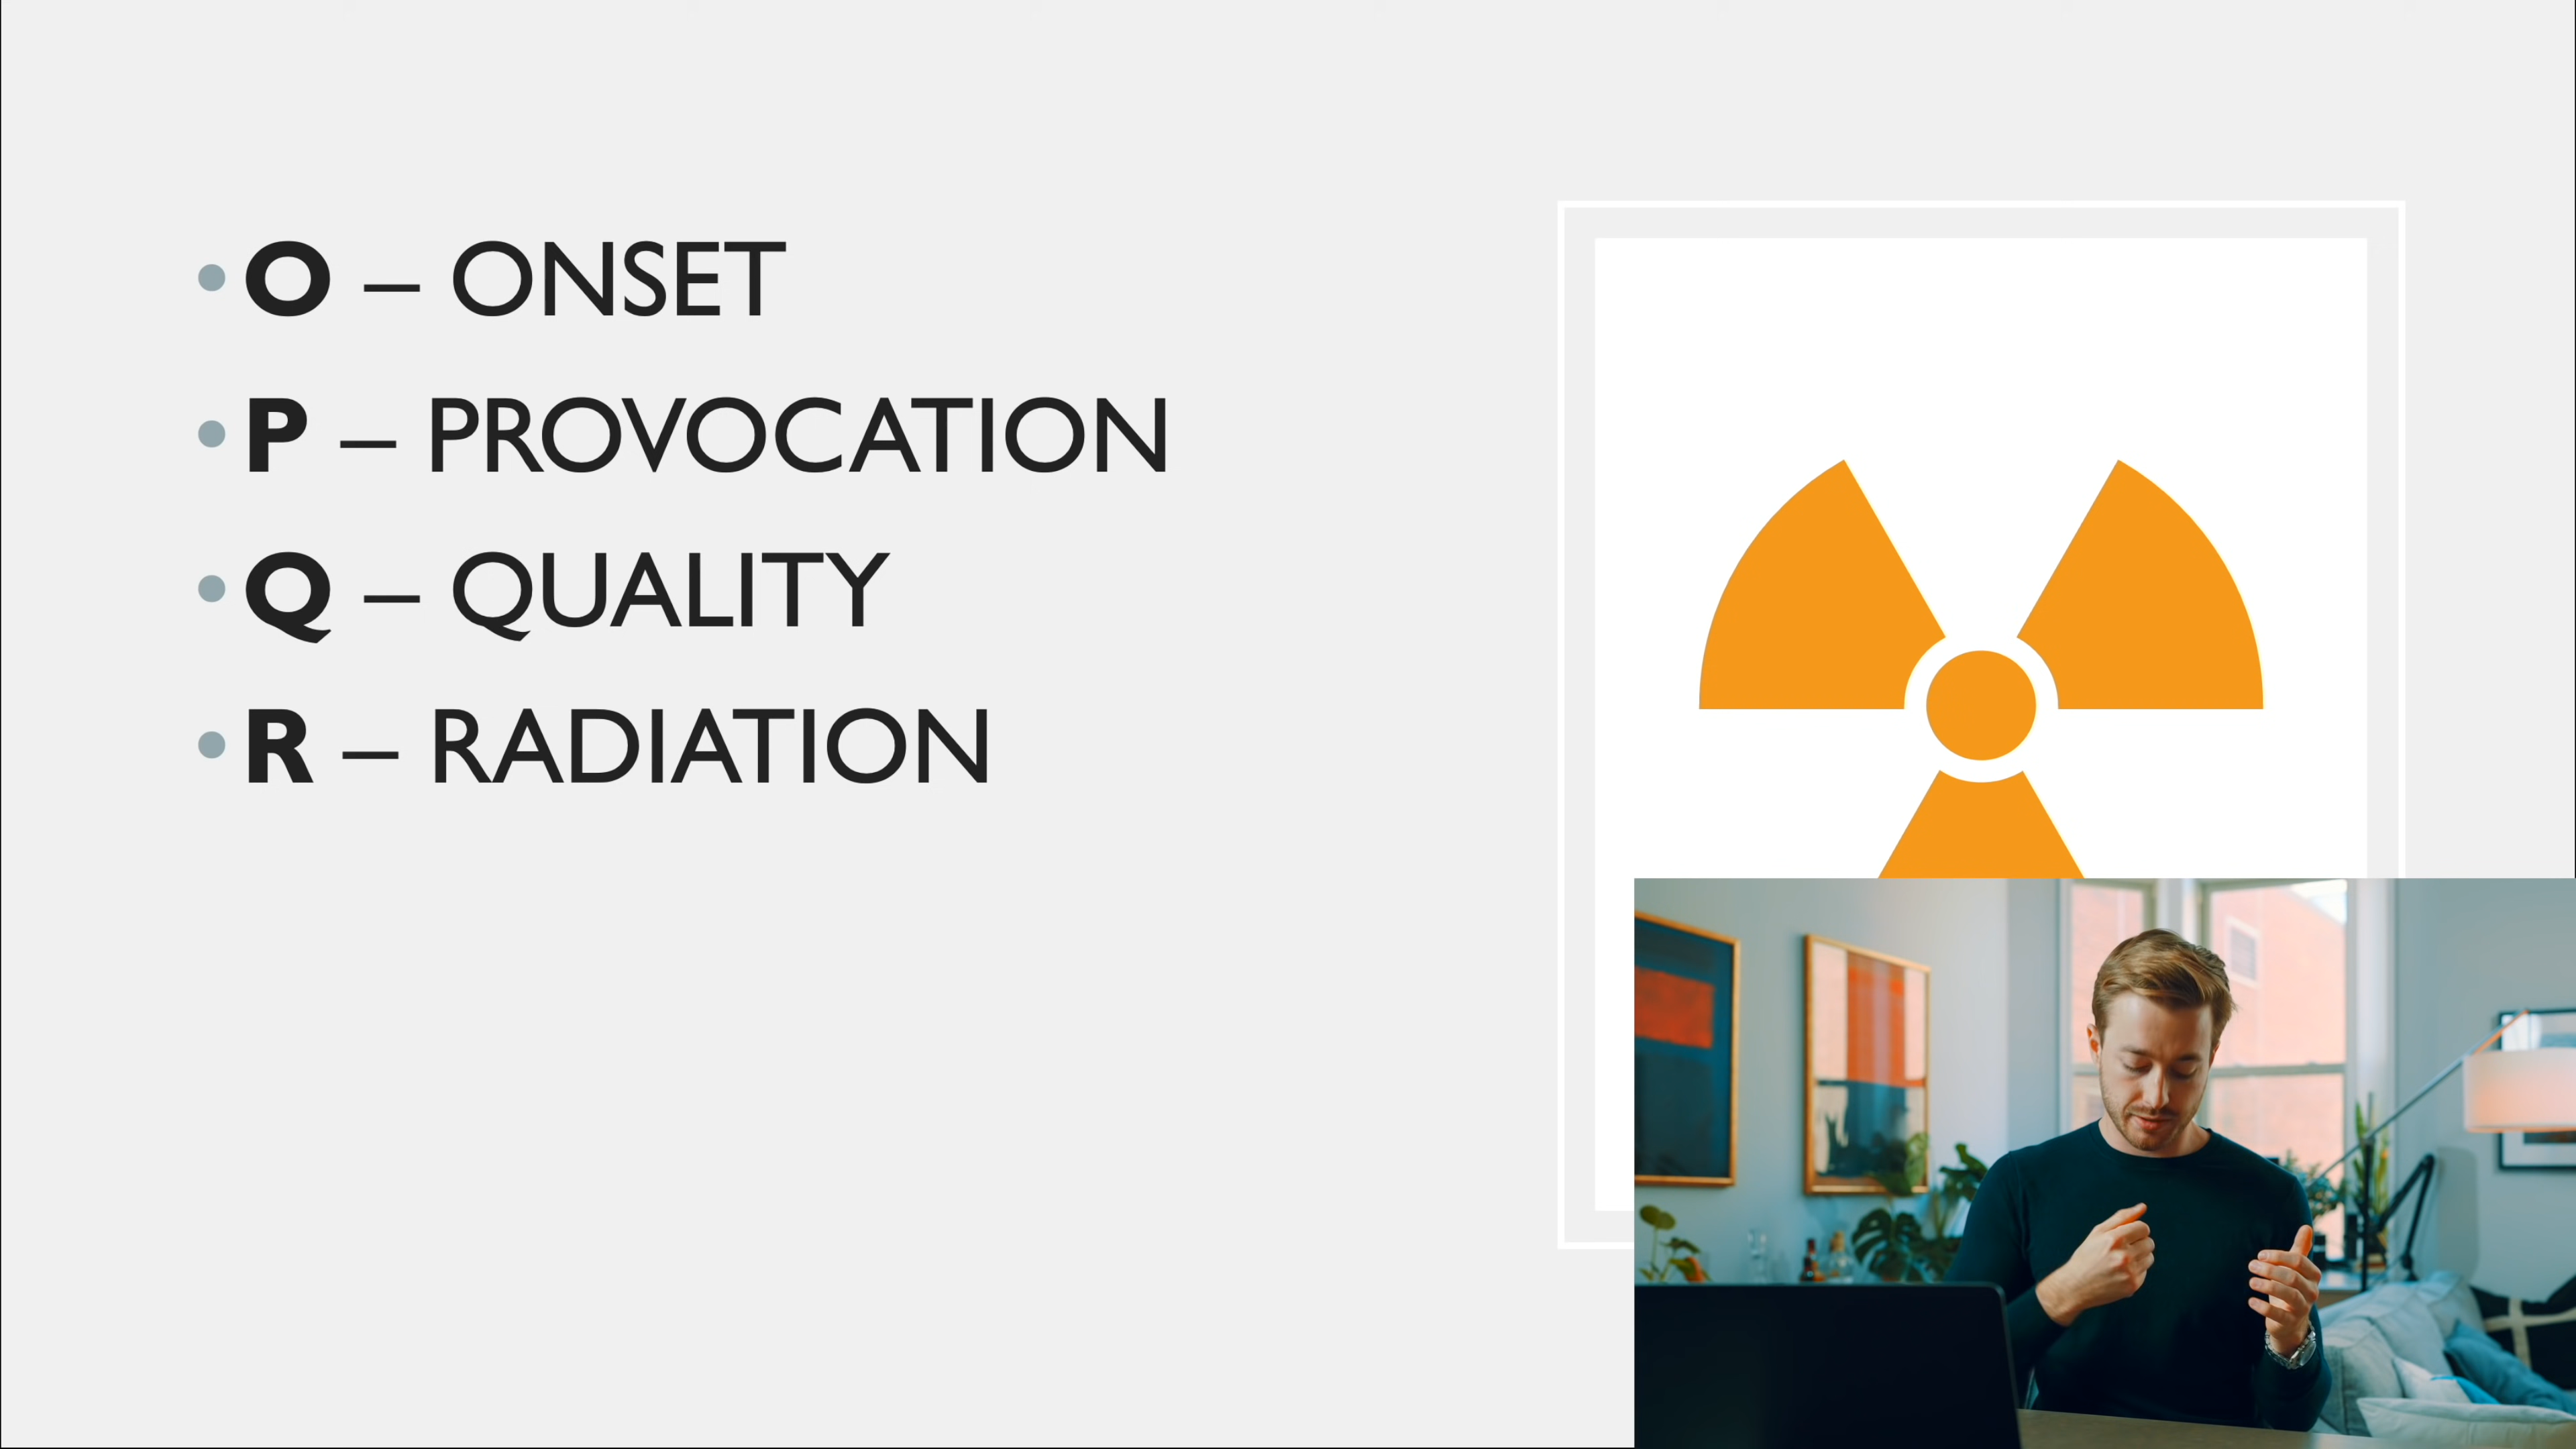 • O – ONSET
• P – PROVOCATION
• Q – QUALITY
• R – RADIATION